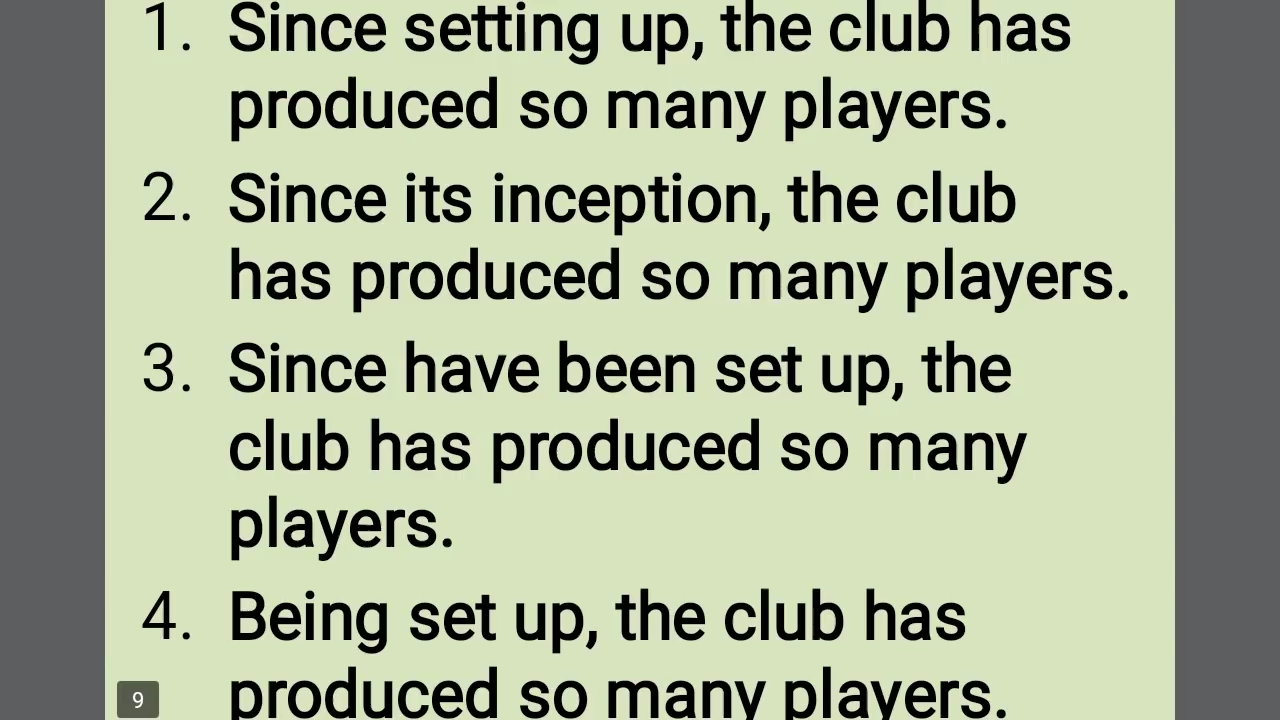 1. Since setting up, the club has
produced so many players.
2. Since its inception, the club
has produced so many players.
3. Since have been set up, the
club has produced so many
players.
4. Being set up, the club has
produced so many players.
9